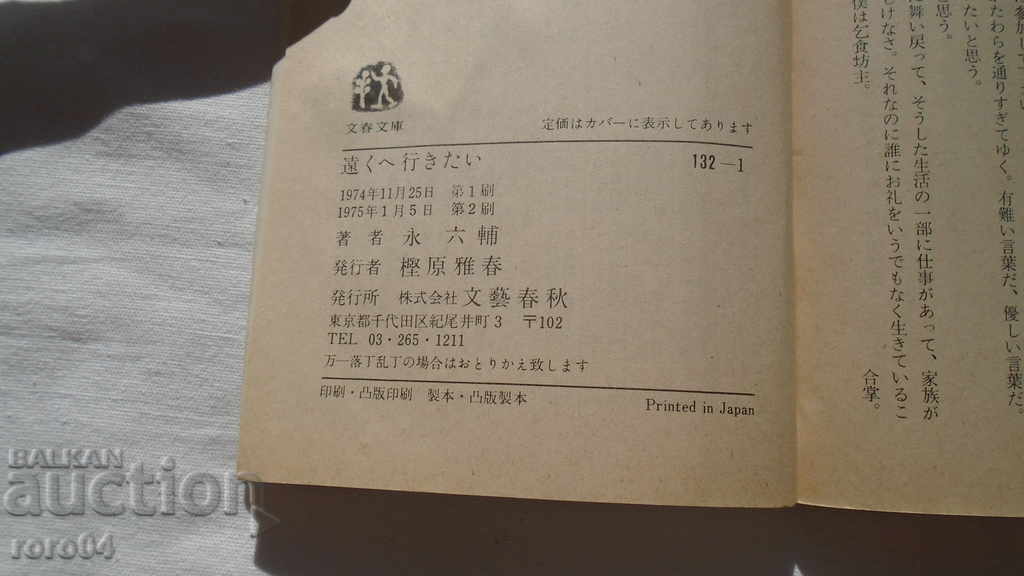 文春文庫
定価はカバーに表示してあります
遠くへ行きたい 132―1
1974年11月25日 第1刷
1975年1月5日 第2刷
著者 永六輔
発行者 樫原雅春
発行所 株式会社 文藝春秋
東京都千代田区紀尾井町3 〒102
TEL 03・265・1211
万一落丁乱丁の場合はおとりかえ致します
印刷・凸版印刷 製本・凸版製本
Printed in Japan
たわらを通りすぎてゆく。有難い言葉だ、優しい言葉だ。
たいと思う。
思う。
舞い戻って、そうした生活の一部に仕事があって、家族が
しけなさ。それなのに誰にお礼をいうでもなく生きているこ
僕は乞食坊主。
合掌。
BALKAN
auction
roro04